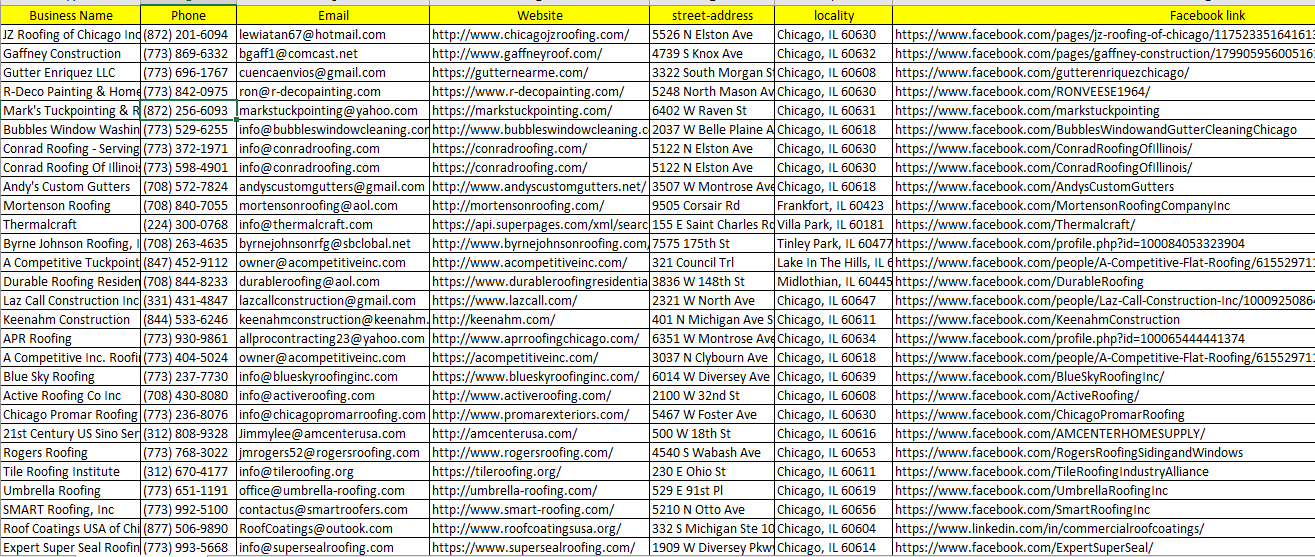 Business Name Phone Email Website street-address locality Facebook link
JZ Roofing of Chicago Inc (872) 201-6094 lewiatan67@hotmail.com http://www.chicagojzroofing.com/ 5526 N Elston Ave Chicago, IL 60630 https://www.facebook.com/pages/jz-roofing-of-chicago/117523351641613
Gaffney Construction (773) 869-6332 bgaff1@comcast.net http://www.gaffneyroof.com/ 4739 S Knox Ave Chicago, IL 60632 https://www.facebook.com/pages/gaffney-construction/179905956005161
Gutter Enriquez LLC (773) 696-1767 cuencaenvios@gmail.com https://gutternearme.com/ 3322 South Morgan S Chicago, IL 60608 https://www.facebook.com/gutterenriquezchicago/
R-Deco Painting & Home (773) 842-0975 ron@r-decopainting.com https://www.r-decopainting.com/ 5248 North Mason Av Chicago, IL 60630 https://www.facebook.com/RONVEESE1964/
Mark's Tuckpointing & R (872) 256-6093 markstuckpointing@yahoo.com https://markstuckpointing.com/ 6402 W Raven St Chicago, IL 60631 https://www.facebook.com/markstuckpointing
Bubbles Window Washin (773) 529-6255 info@bubbleswindowcleaning.com http://www.bubbleswindowcleaning.c 2037 W Belle Plaine A Chicago, IL 60618 https://www.facebook.com/BubblesWindowandGutterCleaningChicago
Conrad Roofing - Serving (773) 372-1971 info@conradroofing.com https://conradroofing.com/ 5122 N Elston Ave Chicago, IL 60630 https://www.facebook.com/ConradRoofingOfIllinois/
Conrad Roofing Of Illinois (773) 598-4901 info@conradroofing.com https://conradroofing.com/ 5122 N Elston Ave Chicago, IL 60630 https://www.facebook.com/ConradRoofingOfIllinois/
Andy's Custom Gutters (708) 572-7824 andyscustomgutters@gmail.com http://www.andyscustomgutters.net/ 3507 W Montrose Ave Chicago, IL 60618 https://www.facebook.com/AndysCustomGutters
Mortenson Roofing (708) 840-7055 mortensonroofing@aol.com http://mortensonroofing.com/ 9505 Corsair Rd Frankfort, IL 60423 https://www.facebook.com/MortensonRoofingCompanyInc
Thermalcraft (224) 300-0768 info@thermalcraft.com https://api.superpages.com/xml/searc 155 E Saint Charles Rd Villa Park, IL 60181 https://www.facebook.com/Thermalcraft/
Byrne Johnson Roofing, I (708) 263-4635 byrnejohnsonrfg@sbclobal.net http://www.byrnejohnsonroofing.com/ 7575 175th St Tinley Park, IL 60477 https://www.facebook.com/profile.php?id=100084053323904
A Competitive Tuckpoint (847) 452-9112 owner@acompetitiveinc.com https://www.acompetitiveinc.com/ 321 Council Trl Lake In The Hills, IL 6 https://www.facebook.com/people/A-Competitive-Flat-Roofing/615529711
Durable Roofing Residen (708) 844-8233 durableroofing@aol.com https://www.durableroofingresidentia 3836 W 148th St Midlothian, IL 60445 https://www.facebook.com/DurableRoofing
Laz Call Construction Inc (331) 431-4847 lazcallconstruction@gmail.com https://www.lazcall.com/ 2321 W North Ave Chicago, IL 60647 https://www.facebook.com/people/Laz-Call-Construction-Inc/10009250864
Keenahm Construction (844) 533-6246 keenahmconstruction@keenahm. http://keenahm.com/ 401 N Michigan Ave S Chicago, IL 60611 https://www.facebook.com/KeenahmConstruction
APR Roofing (773) 930-9861 allprocontracting23@yahoo.com https://www.aprroofingchicago.com/ 6351 W Montrose Ave Chicago, IL 60634 https://www.facebook.com/profile.php?id=100065444441374
A Competitive Inc. Roofi (773) 404-5024 owner@acompetitiveinc.com https://acompetitiveinc.com/ 3037 N Clybourn Ave Chicago, IL 60618 https://www.facebook.com/people/A-Competitive-Flat-Roofing/615529711
Blue Sky Roofing (773) 237-7730 info@blueskyroofinginc.com https://www.blueskyroofinginc.com/ 6014 W Diversey Ave Chicago, IL 60639 https://www.facebook.com/BlueSkyRoofingInc/
Active Roofing Co Inc (708) 430-8080 info@activeroofing.com https://www.activeroofing.com/ 2100 W 32nd St Chicago, IL 60608 https://www.facebook.com/ActiveRoofing/
Chicago Promar Roofing (773) 236-8076 info@chicagopromarroofing.com https://www.promarexteriors.com/ 5467 W Foster Ave Chicago, IL 60630 https://www.facebook.com/ChicagoPromarRoofing
21st Century US Sino Ser (312) 808-9328 Jimmylee@amcenterusa.com http://amcenterusa.com/ 500 W 18th St Chicago, IL 60616 https://www.facebook.com/AMCENTERHOMESUPPLY/
Rogers Roofing (773) 768-3022 jmrogers52@rogersroofing.com http://www.rogersroofing.com/ 4540 S Wabash Ave Chicago, IL 60653 https://www.facebook.com/RogersRoofingSidingandWindows
Tile Roofing Institute (312) 670-4177 info@tileroofing.org https://tileroofing.org/ 230 E Ohio St Chicago, IL 60611 https://www.facebook.com/TileRoofingIndustryAlliance
Umbrella Roofing (773) 651-1191 office@umbrella-roofing.com http://umbrella-roofing.com/ 529 E 91st Pl Chicago, IL 60619 https://www.facebook.com/UmbrellaRoofingInc
SMART Roofing, Inc (773) 992-5100 contactus@smartroofers.com http://www.smart-roofing.com/ 5210 N Otto Ave Chicago, IL 60656 https://www.facebook.com/SmartRoofingInc
Roof Coatings USA of Chi (877) 506-9890 RoofCoatings@outook.com http://www.roofcoatingsusa.org/ 332 S Michigan Ste 10 Chicago, IL 60604 https://www.linkedin.com/in/commercialroofcoatings/
Expert Super Seal Roofin (773) 993-5668 info@supersealroofing.com https://www.supersealroofing.com/ 1909 W Diversey Pkwy Chicago, IL 60614 https://www.facebook.com/ExpertSuperSeal/